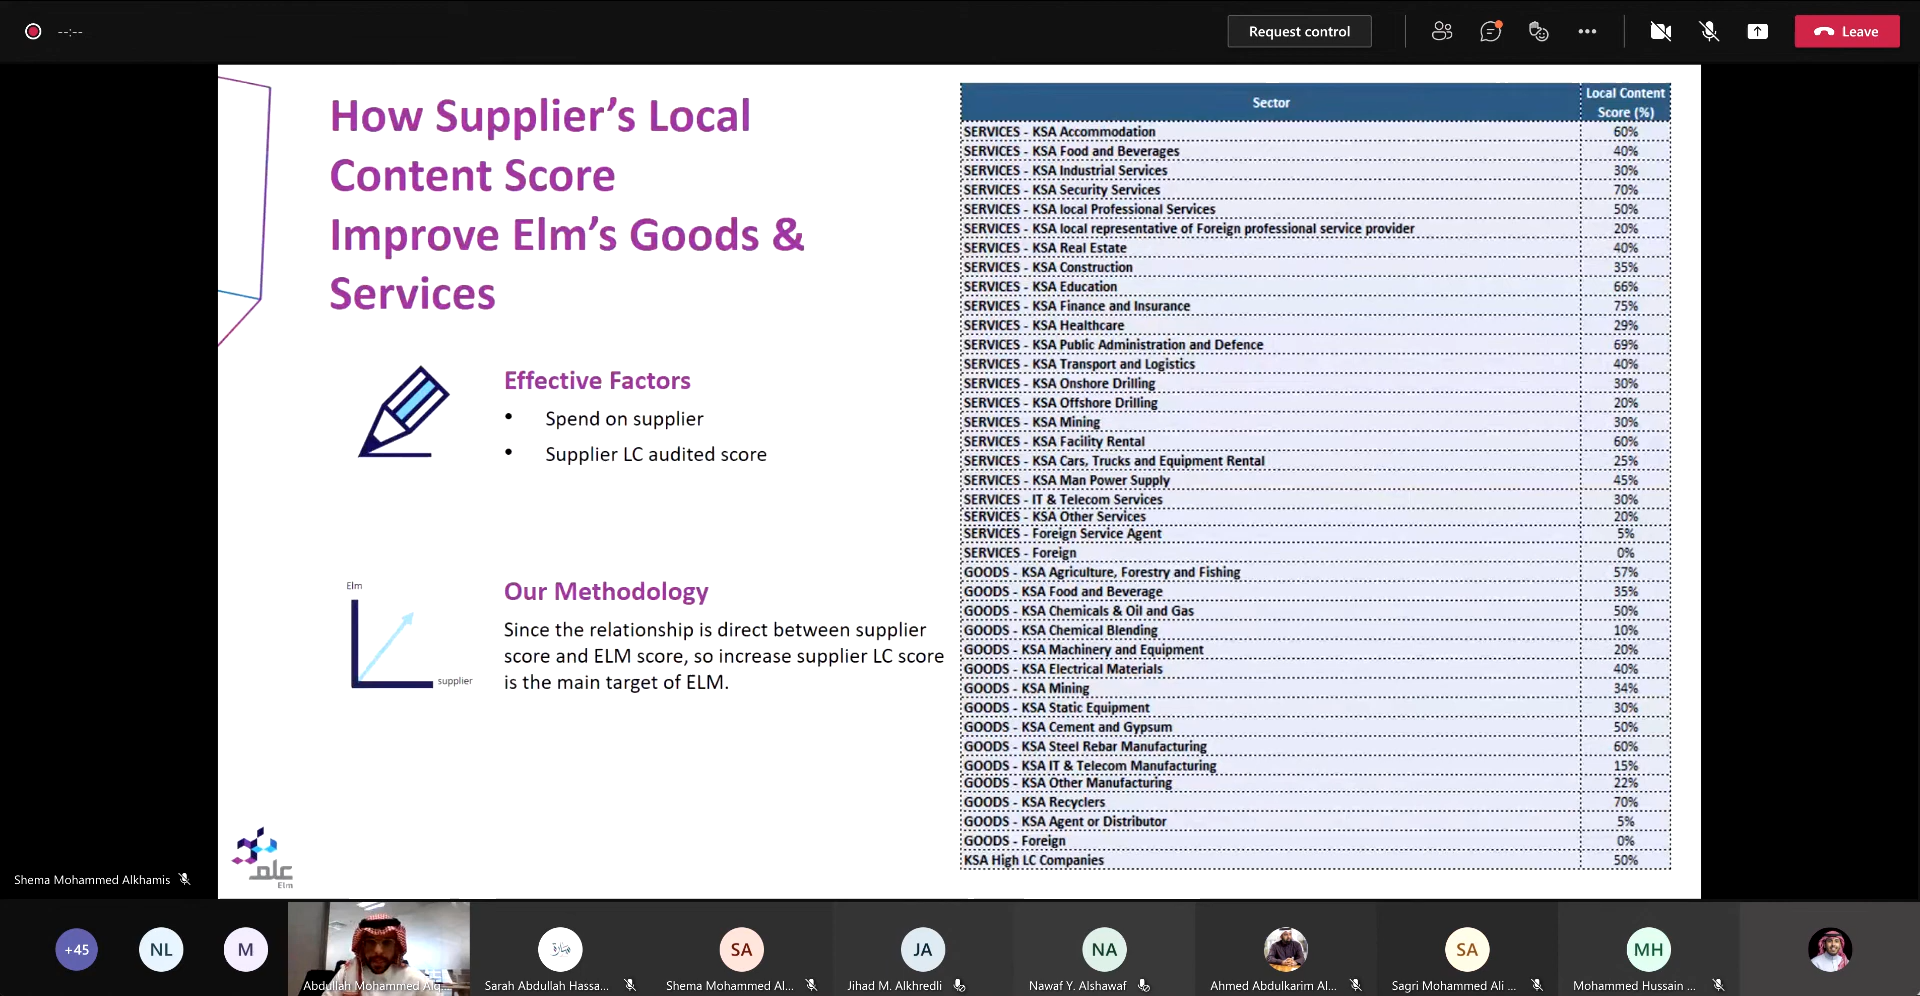 --:--
Request control
Leave
How Supplier’s Local
Content Score
Improve Elm’s Goods &
Services
Effective Factors
• Spend on supplier
• Supplier LC audited score
Elm
supplier
Our Methodology
Since the relationship is direct between supplier
score and ELM score, so increase supplier LC score
is the main target of ELM.
Sector Local Content Score (%)
SERVICES - KSA Accommodation 60%
SERVICES - KSA Food and Beverages 40%
SERVICES - KSA Industrial Services 30%
SERVICES - KSA Security Services 70%
SERVICES - KSA local Professional Services 50%
SERVICES - KSA local representative of Foreign professional service provider 20%
SERVICES - KSA Real Estate 40%
SERVICES - KSA Construction 35%
SERVICES - KSA Education 66%
SERVICES - KSA Finance and Insurance 75%
SERVICES - KSA Healthcare 29%
SERVICES - KSA Public Administration and Defence 69%
SERVICES - KSA Transport and Logistics 40%
SERVICES - KSA Onshore Drilling 30%
SERVICES - KSA Offshore Drilling 20%
SERVICES - KSA Mining 30%
SERVICES - KSA Facility Rental 60%
SERVICES - KSA Cars, Trucks and Equipment Rental 25%
SERVICES - KSA Man Power Supply 45%
SERVICES - IT & Telecom Services 30%
SERVICES - KSA Other Services 20%
SERVICES - Foreign Service Agent 5%
SERVICES - Foreign 0%
GOODS - KSA Agriculture, Forestry and Fishing 57%
GOODS - KSA Food and Beverage 35%
GOODS - KSA Chemicals & Oil and Gas 50%
GOODS - KSA Chemical Blending 10%
GOODS - KSA Machinery and Equipment 20%
GOODS - KSA Electrical Materials 40%
GOODS - KSA Mining 34%
GOODS - KSA Static Equipment 30%
GOODS - KSA Cement and Gypsum 50%
GOODS - KSA Steel Rebar Manufacturing 60%
GOODS - KSA IT & Telecom Manufacturing 15%
GOODS - KSA Other Manufacturing 22%
GOODS - KSA Recyclers 70%
GOODS - KSA Agent or Distributor 5%
GOODS - Foreign 0%
KSA High LC Companies 50%
علم
Elm
Shema Mohammed Alkhamis
+45
NL
M
Abdullah Mohammed Alq...
سارة
Sarah Abdullah Hassa...
SA
Shema Mohammed Al...
JA
Jihad M. Alkhredli
NA
Nawaf Y. Alshawaf
Ahmed Abdulkarim Al...
SA
Sagri Mohammed Ali ...
MH
Mohammed Hussain ...